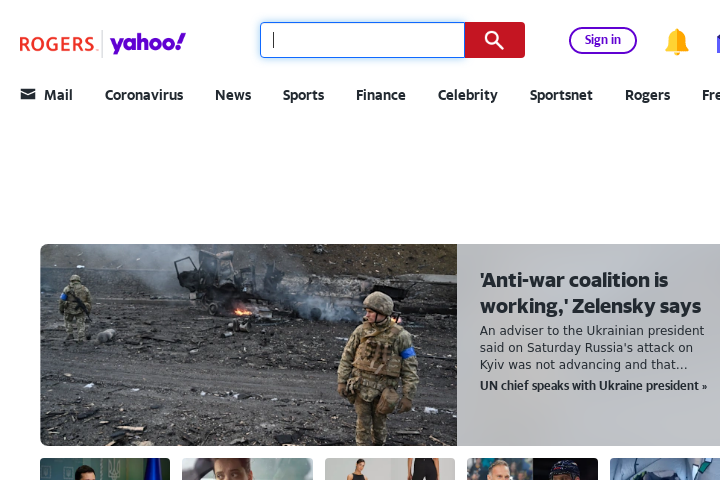 ROGERS yahoo!
Sign in
Mail Coronavirus News Sports Finance Celebrity Sportsnet Rogers
'Anti-war coalition is
working,' Zelensky says
An adviser to the Ukrainian president
said on Saturday Russia's attack on
Kyiv was not advancing and that...
UN chief speaks with Ukraine president »